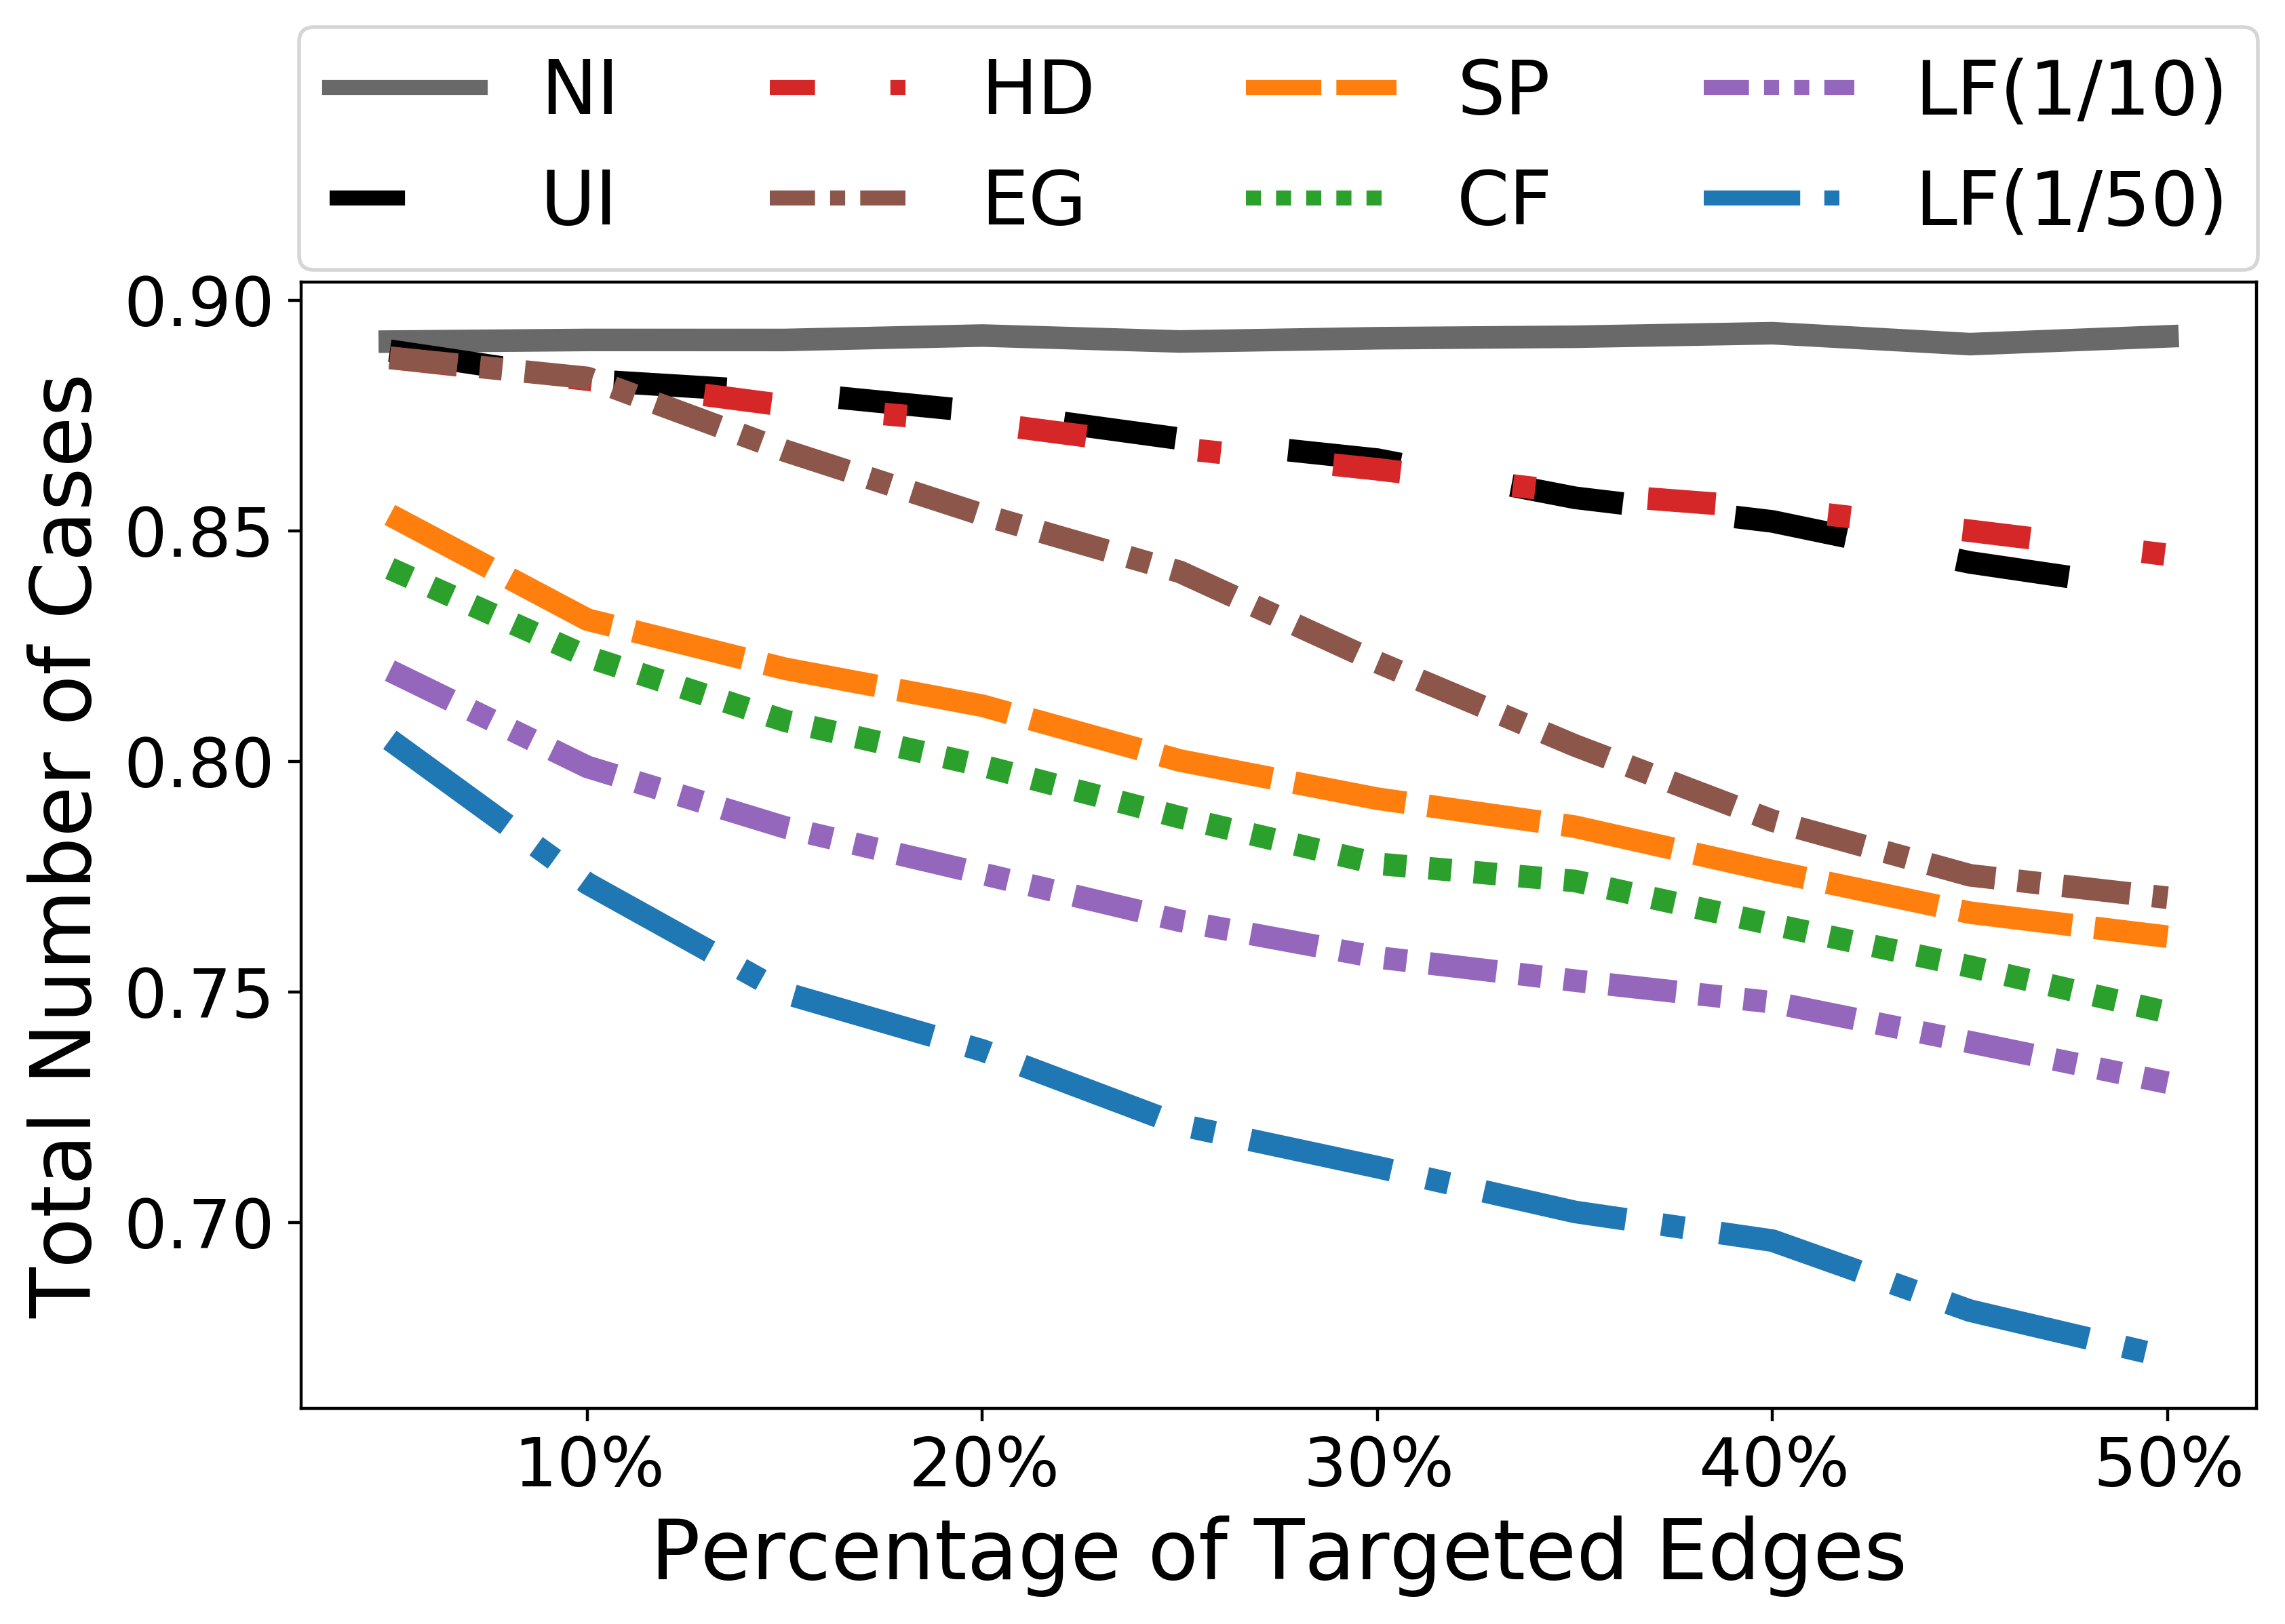 NI HD SP LF(1/10)
UI EG CF LF(1/50)
Total Number of Cases
0.90
0.85
0.80
0.75
0.70
10% 20% 30% 40% 50%
Percentage of Targeted Edges